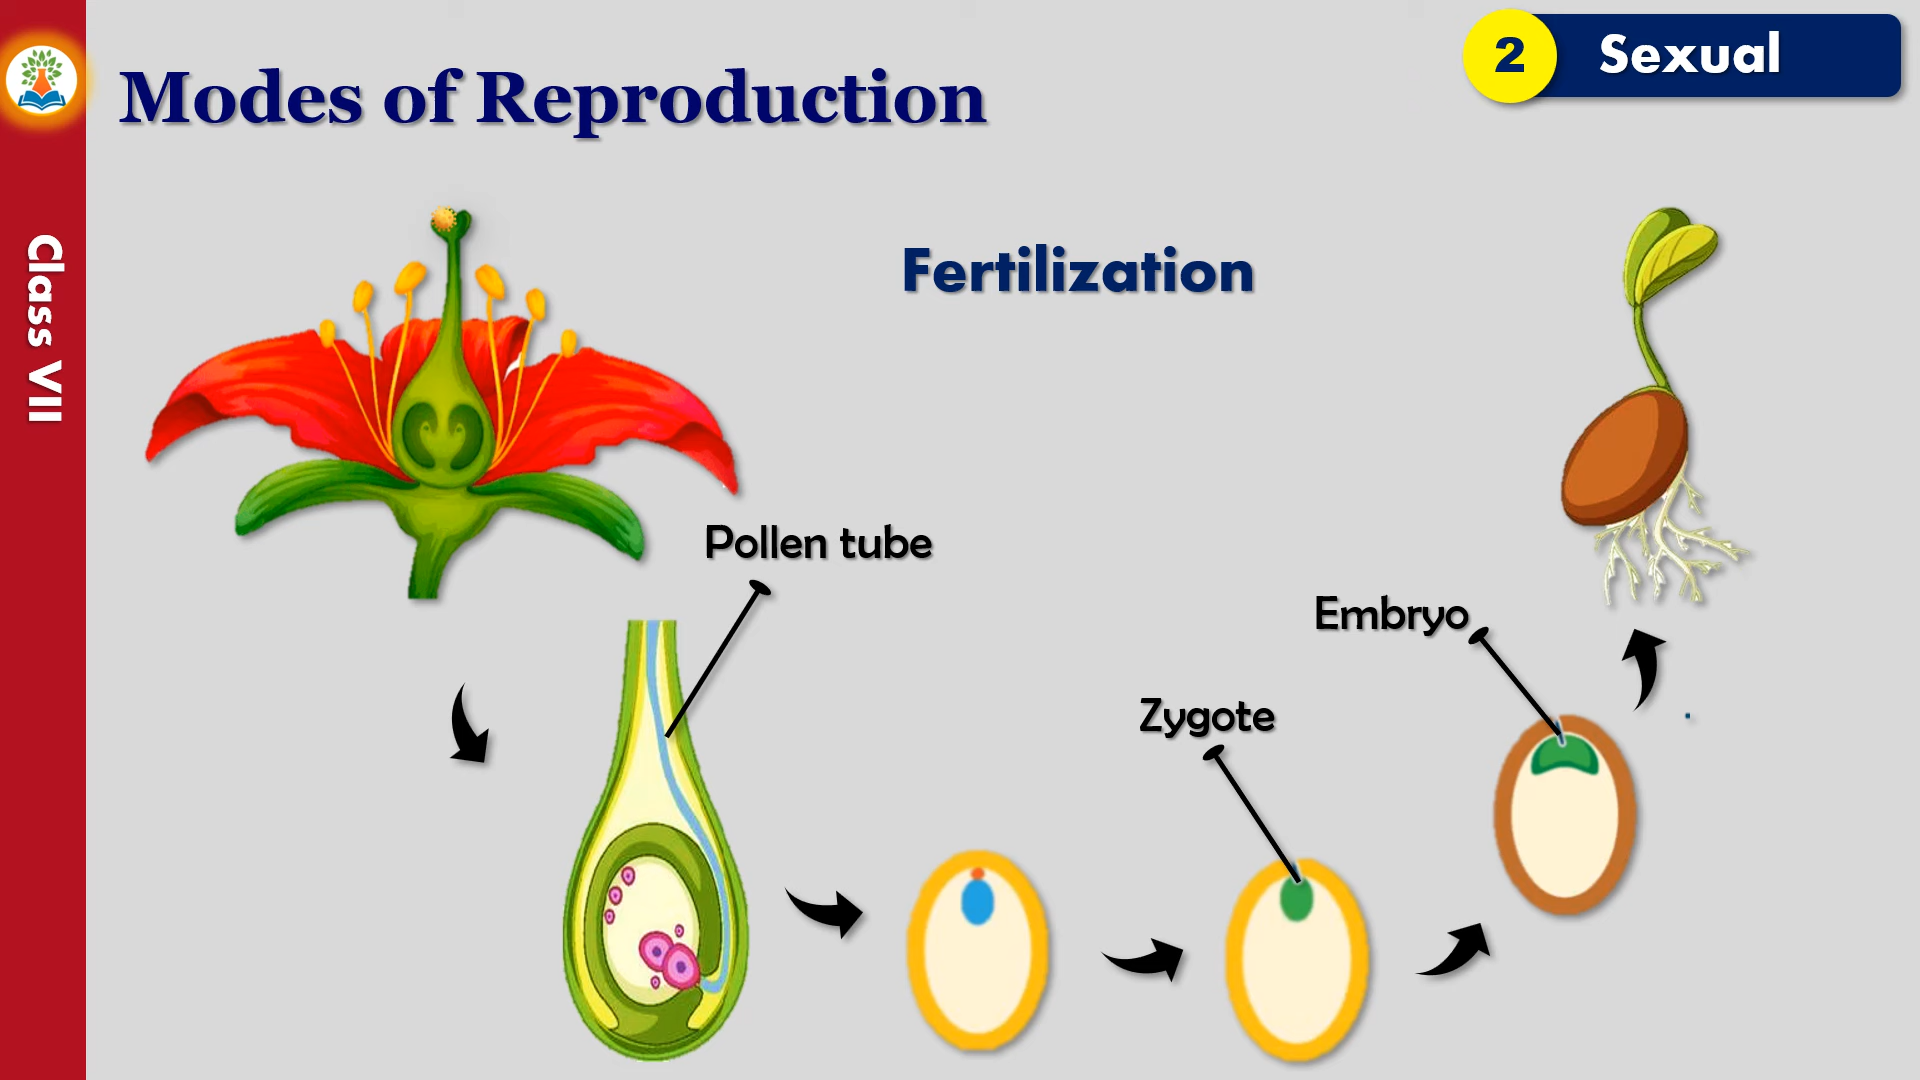 2 Sexual
Modes of Reproduction
Class VII
Fertilization
Pollen tube
Embryo
Zygote